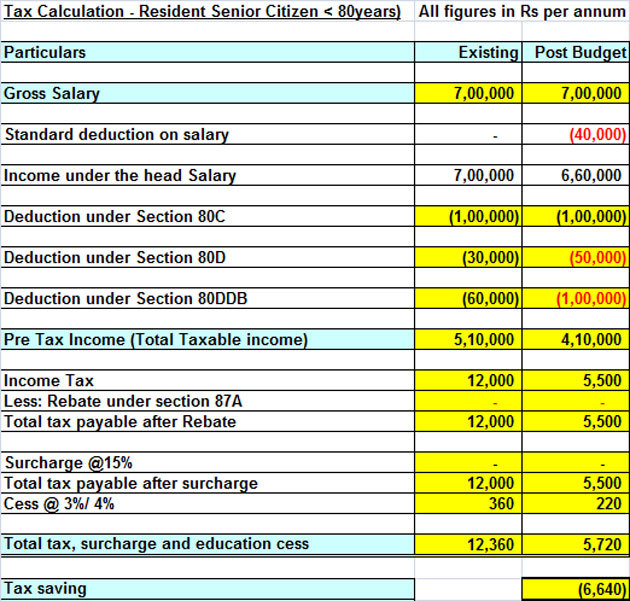 Tax Calculation - Resident Senior Citizen < 80years) All figures in Rs per annum
Particulars Existing Post Budget
Gross Salary 7,00,000 7,00,000
Standard deduction on salary - (40,000)
Income under the head Salary 7,00,000 6,60,000
Deduction under Section 80C (1,00,000) (1,00,000)
Deduction under Section 80D (30,000) (50,000)
Deduction under Section 80DDB (60,000) (1,00,000)
Pre Tax Income (Total Taxable income) 5,10,000 4,10,000
Income Tax 12,000 5,500
Less: Rebate under section 87A - -
Total tax payable after Rebate 12,000 5,500
Surcharge @15% - -
Total tax payable after surcharge 12,000 5,500
Cess @ 3%/ 4% 360 220
Total tax, surcharge and education cess 12,360 5,720
Tax saving (6,640)